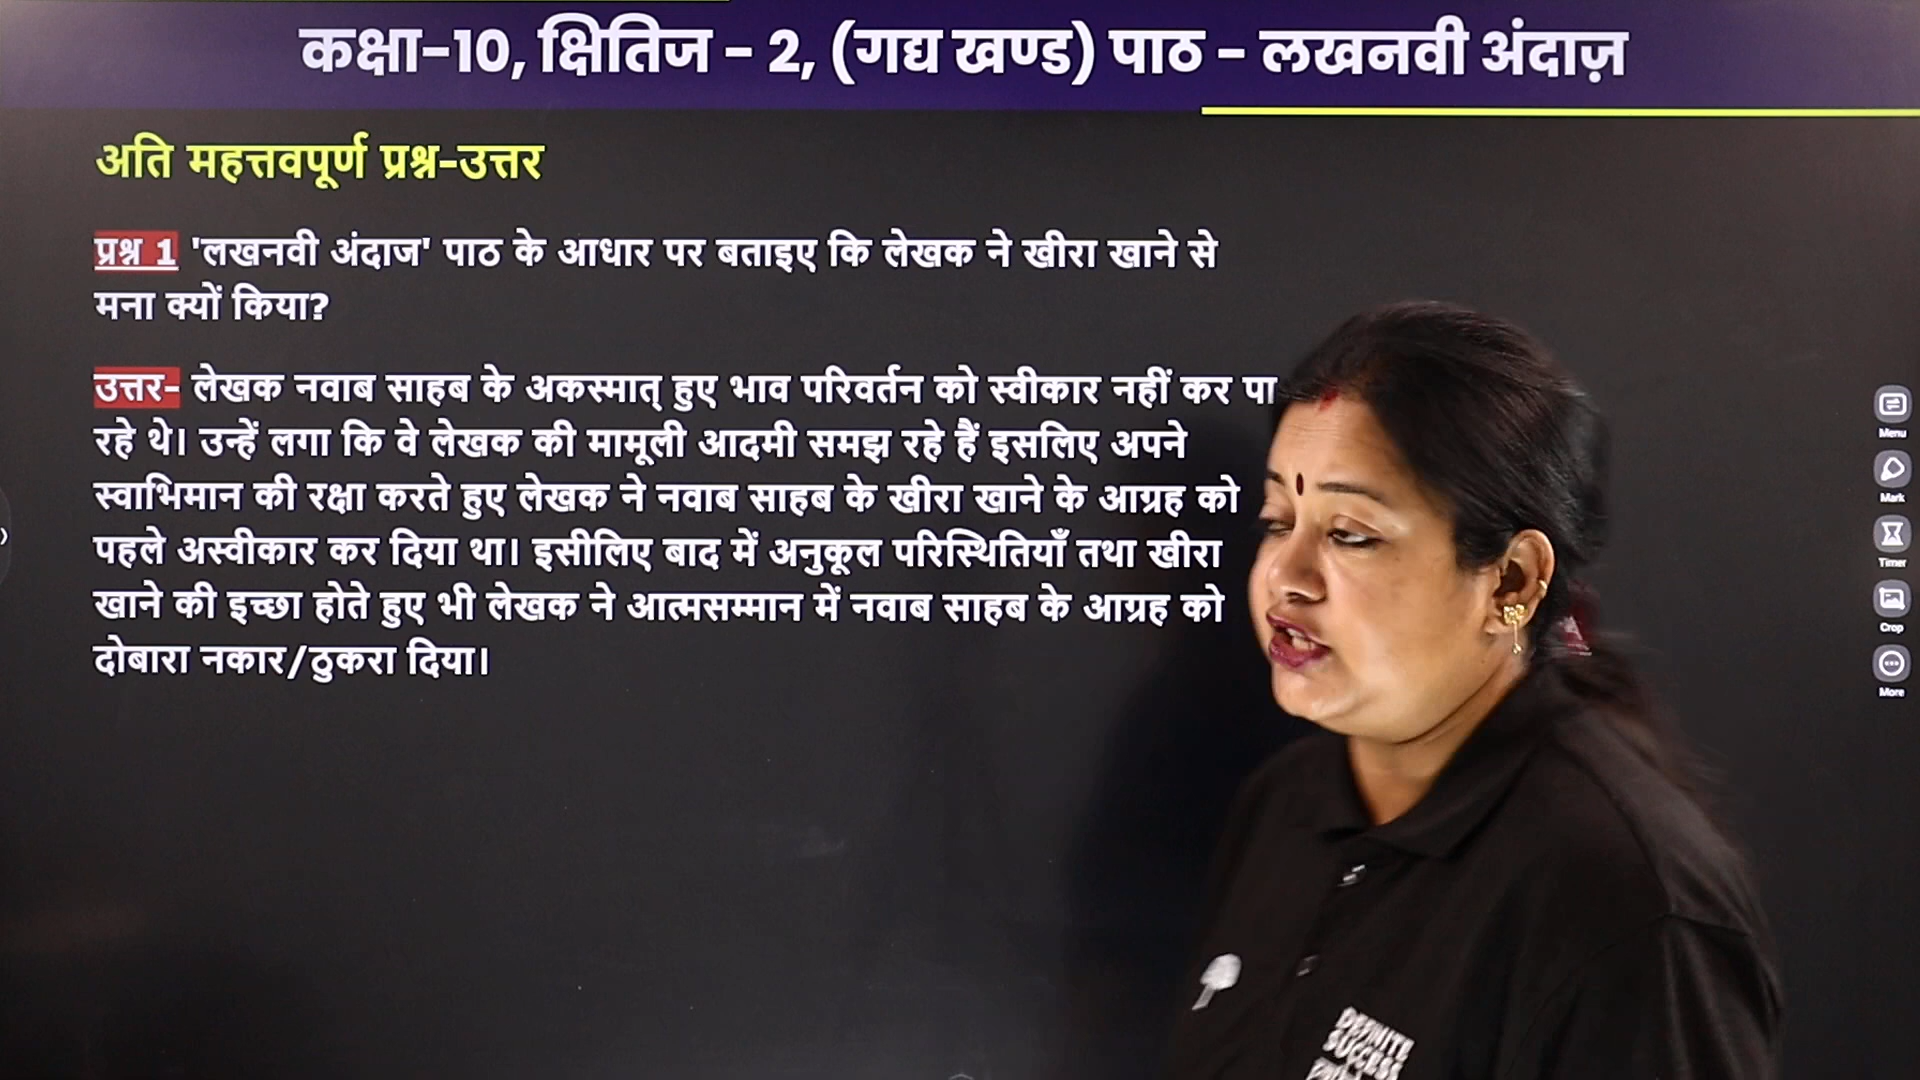 कक्षा-10, क्षितिज - 2, (गद्य खण्ड) पाठ - लखनवी अंदाज़
अति महत्तवपूर्ण प्रश्न-उत्तर
प्रश्न 1 'लखनवी अंदाज' पाठ के आधार पर बताइए कि लेखक ने खीरा खाने से
मना क्यों किया?
उत्तर- लेखक नवाब साहब के अकस्मात् हुए भाव परिवर्तन को स्वीकार नहीं कर पा
रहे थे। उन्हें लगा कि वे लेखक की मामूली आदमी समझ रहे हैं इसलिए अपने
स्वाभिमान की रक्षा करते हुए लेखक ने नवाब साहब के खीरा खाने के आग्रह को
पहले अस्वीकार कर दिया था। इसीलिए बाद में अनुकूल परिस्थितियाँ तथा खीरा
खाने की इच्छा होते हुए भी लेखक ने आत्मसम्मान में नवाब साहब के आग्रह को
दोबारा नकार/ठुकरा दिया।
Menu
Mark
Timer
Crop
More
DEFINITE
SUCCESS